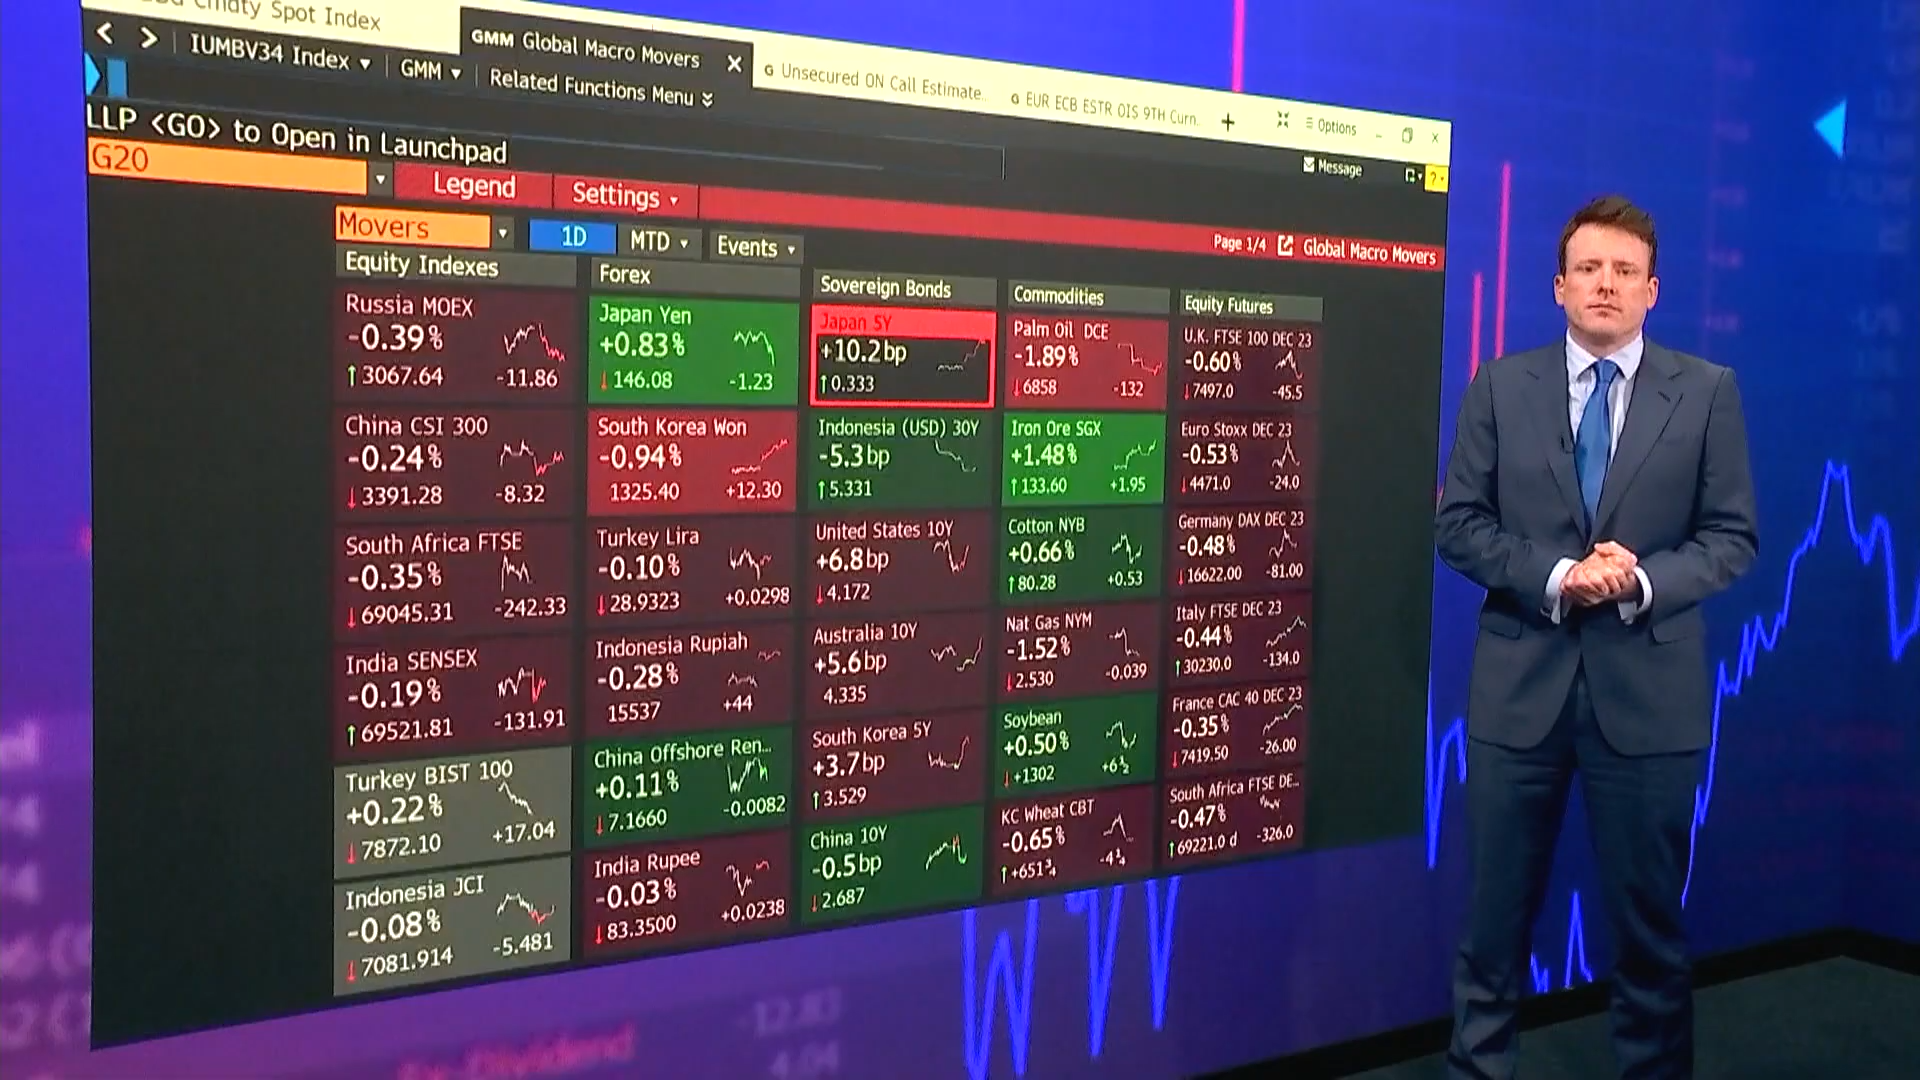 Cmdty Spot Index
IUMBV34 Index
GMM
Related Functions Menu
GMM Global Macro Movers
G Unsecured ON Call Estimate..
G EUR ECB ESTR OIS 9TH Curn.
Options
LLP <GO> to Open in Launchpad
Message
?
G20
Legend
Settings
Page 1/4
Global Macro Movers
Movers
1D
MTD
Events
Equity Indexes
Russia MOEX
-0.39%
↑3067.64 -11.86
China CSI 300
-0.24%
↓3391.28 -8.32
South Africa FTSE
-0.35%
↓69045.31 -242.33
India SENSEX
-0.19%
↑69521.81 -131.91
Turkey BIST 100
+0.22%
↓7872.10 +17.04
Indonesia JCI
-0.08%
↓7081.914 -5.481
Forex
Japan Yen
+0.83%
↓146.08 -1.23
South Korea Won
-0.94%
1325.40 +12.30
Turkey Lira
-0.10%
↓28.9323 +0.0298
Indonesia Rupiah
-0.28%
15537 +44
China Offshore Ren...
+0.11%
↓7.1660 -0.0082
India Rupee
-0.03%
↓83.3500 +0.0238
Sovereign Bonds
Japan 5Y
+10.2bp
↑0.333
Indonesia (USD) 30Y
-5.3bp
↑5.331
United States 10Y
+6.8bp
↓4.172
Australia 10Y
+5.6bp
4.335
South Korea 5Y
+3.7bp
↑3.529
China 10Y
-0.5bp
↓2.687
Commodities
Palm Oil DCE
-1.89%
↓6858 -132
Iron Ore SGX
+1.48%
↑133.60 +1.95
Cotton NYB
+0.66%
↑80.28 +0.53
Nat Gas NYM
-1.52%
↓2.530 -0.039
Soybean
+0.50%
↓+1302 +6½
KC Wheat CBT
-0.65%
↑+651¾ -4¼
Equity Futures
U.K. FTSE 100 DEC 23
-0.60%
↓7497.0 -45.5
Euro Stoxx DEC 23
-0.53%
↓4471.0 -24.0
Germany DAX DEC 23
-0.48%
↓16622.00 -81.00
Italy FTSE DEC 23
-0.44%
↑30230.0 -134.0
France CAC 40 DEC 23
-0.35%
↓7419.50 -26.00
South Africa FTSE DE...
-0.47%
↑69221.0 d -326.0
-12.83
4.04